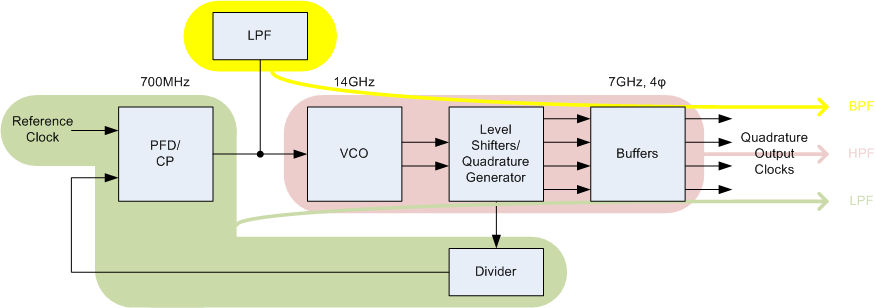 LPF
700MHz
14GHz
7GHz, 4φ
BPF
Reference
Clock
PFD/
CP
VCO
Level
Shifters/
Quadrature
Generator
Buffers
Quadrature
Output
Clocks
HPF
LPF
Divider